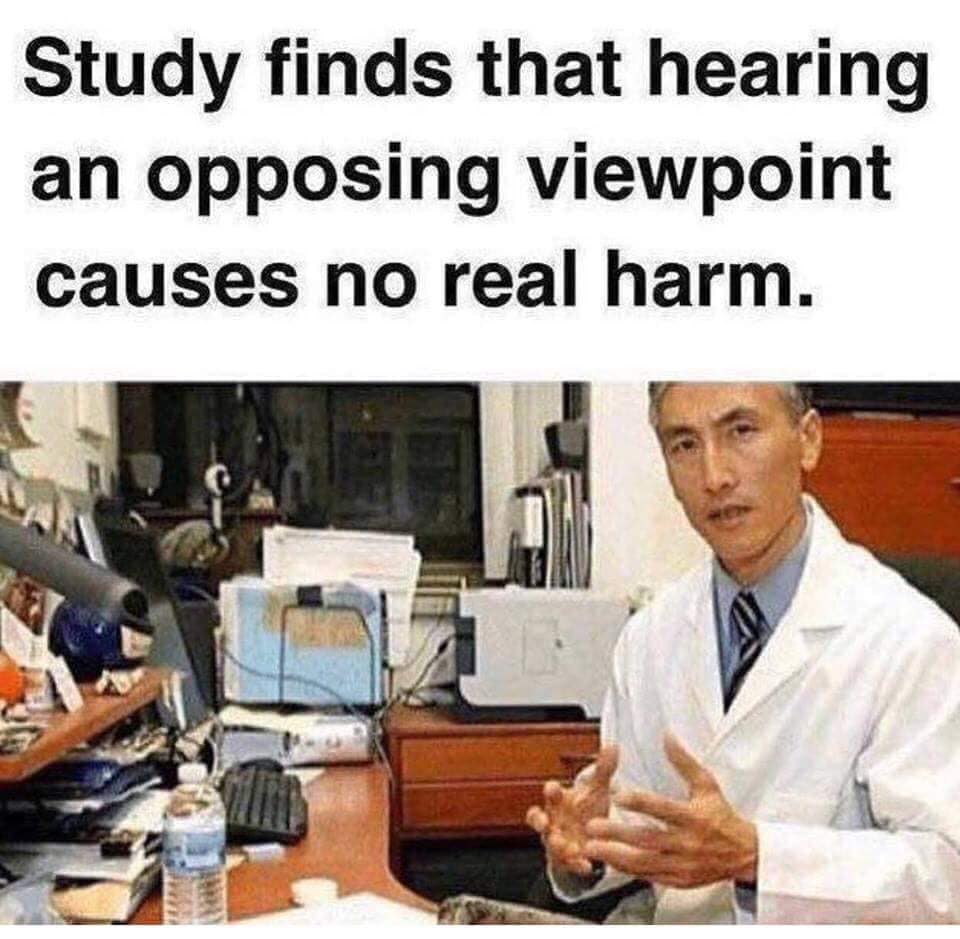 Study finds that hearing
an opposing viewpoint
causes no real harm.